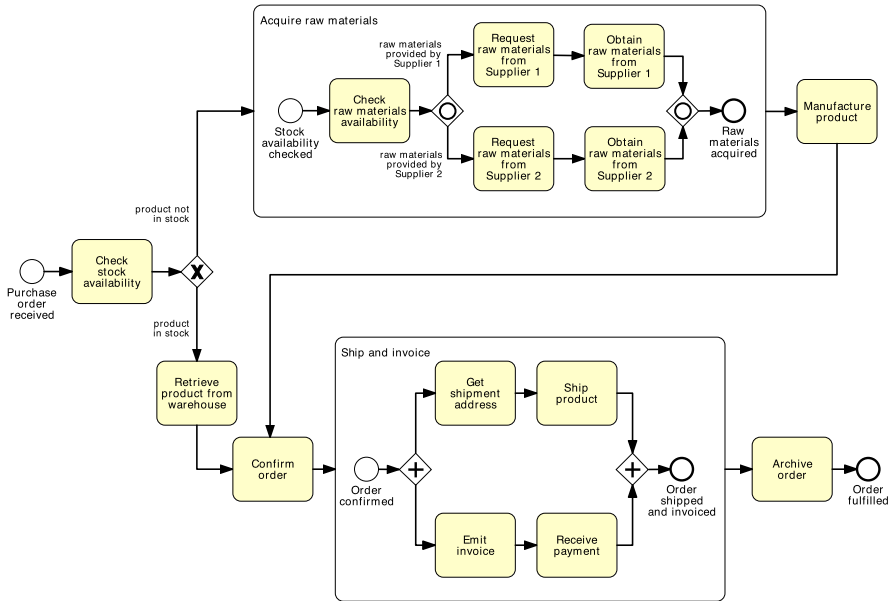 Acquire raw materials
raw materials
provided by
Supplier 1
Request
raw materials
from
Supplier 1
Obtain
raw materials
from
Supplier 1
Check
raw materials
availability
Stock
availability
checked
Raw
materials
acquired
Manufacture
product
raw materials
provided by
Supplier 2
Request
raw materials
from
Supplier 2
Obtain
raw materials
from
Supplier 2
product not
in stock
Check
stock
availability
Purchase
order
received
product
in stock
Retrieve
product from
warehouse
Confirm
order
Ship and invoice
Get
shipment
address
Ship
product
Order
confirmed
Order
shipped
and invoiced
Emit
invoice
Receive
payment
Archive
order
Order
fulfilled